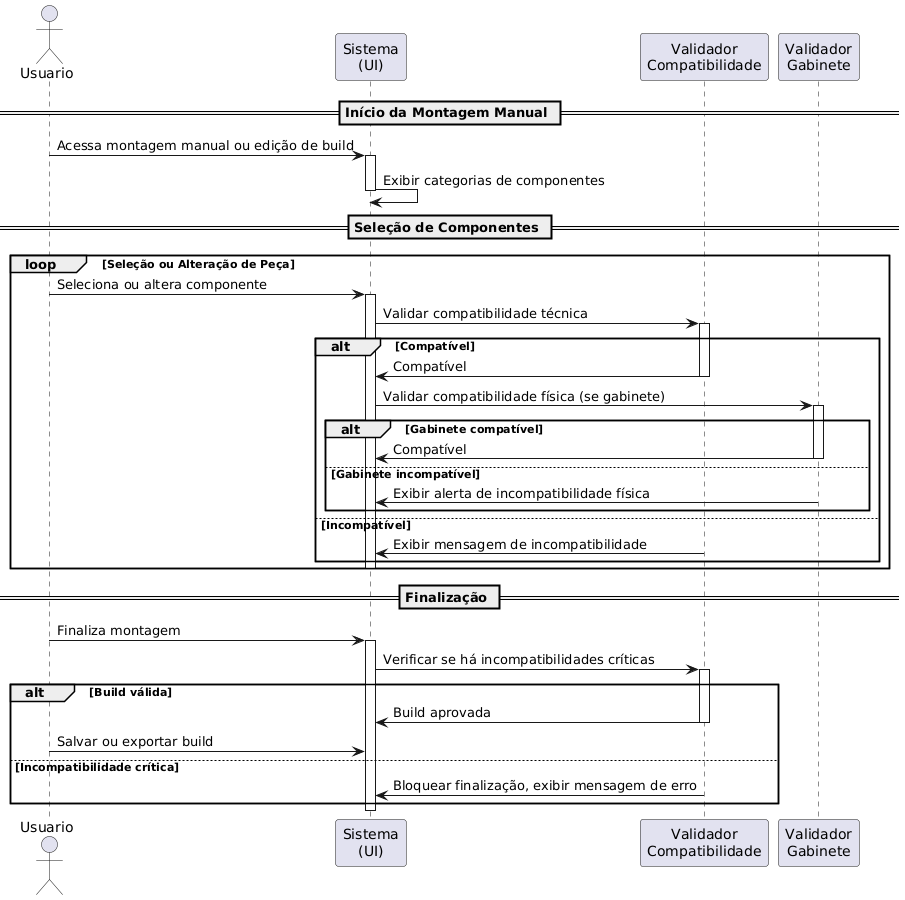 Usuario
Sistema
(UI)
Validador
Compatibilidade
Validador
Gabinete
Início da Montagem Manual
Acessa montagem manual ou edição de build
Exibir categorias de componentes
Seleção de Componentes
loop [Seleção ou Alteração de Peça]
Seleciona ou altera componente
Validar compatibilidade técnica
alt [Compatível]
Compatível
Validar compatibilidade física (se gabinete)
alt [Gabinete compatível]
Compatível
[Gabinete incompatível]
Exibir alerta de incompatibilidade física
[Incompatível]
Exibir mensagem de incompatibilidade
Finalização
Finaliza montagem
Verificar se há incompatibilidades críticas
alt [Build válida]
Build aprovada
Salvar ou exportar build
[Incompatibilidade crítica]
Bloquear finalização, exibir mensagem de erro
Usuario
Sistema
(UI)
Validador
Compatibilidade
Validador
Gabinete